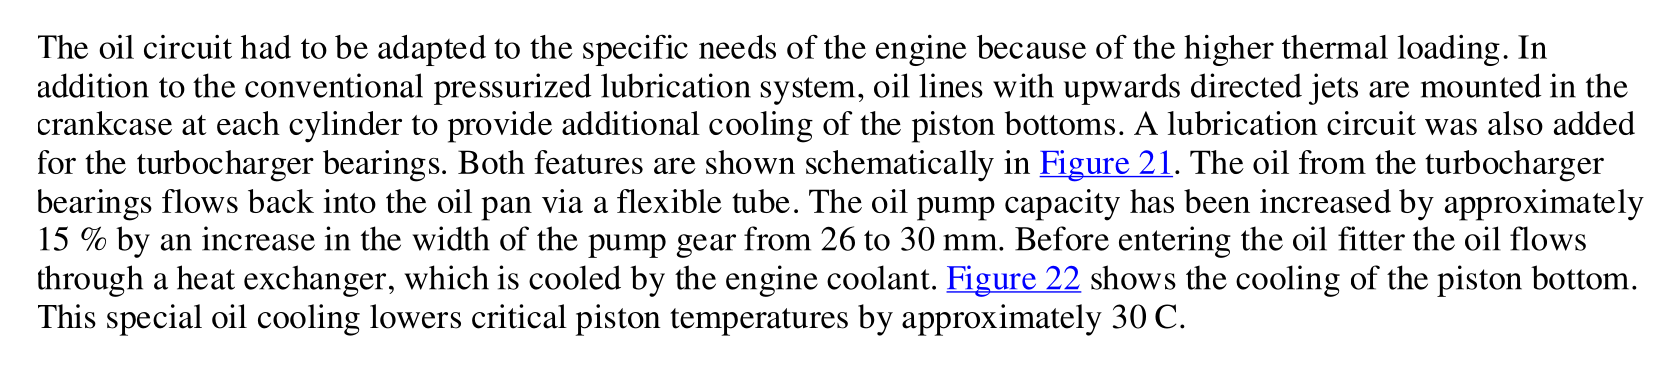 The oil circuit had to be adapted to the specific needs of the engine because of the higher thermal loading. In
addition to the conventional pressurized lubrication system, oil lines with upwards directed jets are mounted in the
crankcase at each cylinder to provide additional cooling of the piston bottoms. A lubrication circuit was also added
for the turbocharger bearings. Both features are shown schematically in Figure 21. The oil from the turbocharger
bearings flows back into the oil pan via a flexible tube. The oil pump capacity has been increased by approximately
15 % by an increase in the width of the pump gear from 26 to 30 mm. Before entering the oil fitter the oil flows
through a heat exchanger, which is cooled by the engine coolant. Figure 22 shows the cooling of the piston bottom.
This special oil cooling lowers critical piston temperatures by approximately 30 C.